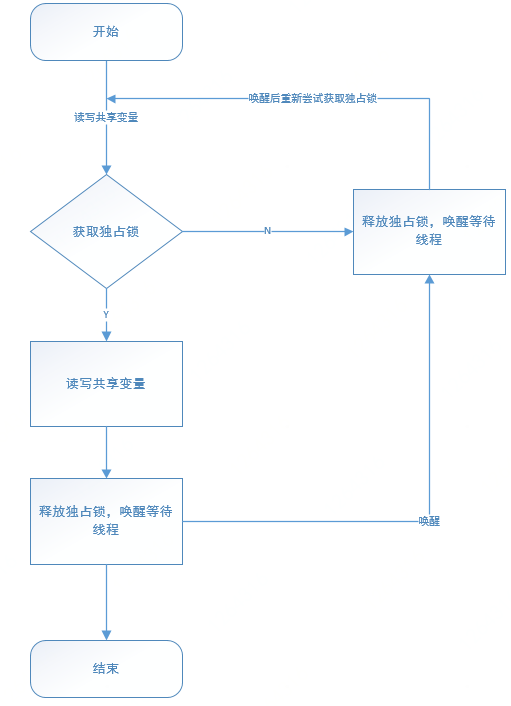 开始
唤醒后重新尝试获取独占锁
读写共享变量
获取独占锁
N
释放独占锁，唤醒等待
线程
Y
读写共享变量
释放独占锁，唤醒等待
线程
唤醒
结束